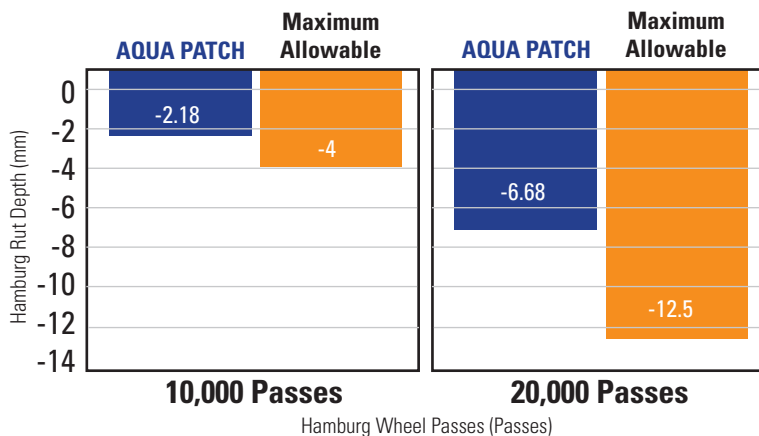 AQUA PATCH
Maximum
Allowable
AQUA PATCH
Maximum
Allowable
Hamburg Rut Depth (mm)
0
-2
-4
-6
-8
-10
-12
-14
-2.18
-4
-6.68
-12.5
10,000 Passes
20,000 Passes
Hamburg Wheel Passes (Passes)